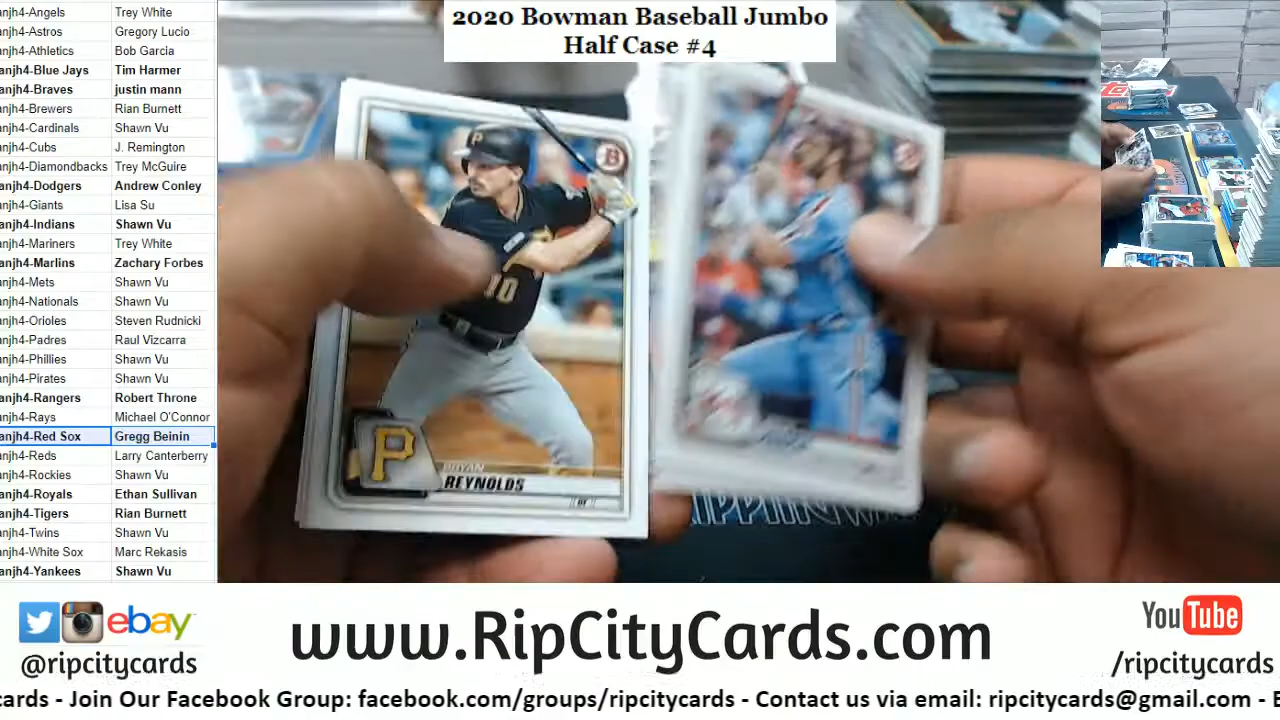 2020 Bowman Baseball Jumbo
Half Case #4
anjh4-Angels Trey White
anjh4-Astros Gregory Lucio
anjh4-Athletics Bob Garcia
anjh4-Blue Jays Tim Harmer
anjh4-Braves justin mann
anjh4-Brewers Rian Burnett
anjh4-Cardinals Shawn Vu
anjh4-Cubs J. Remington
anjh4-Diamondbacks Trey McGuire
anjh4-Dodgers Andrew Conley
anjh4-Giants Lisa Su
anjh4-Indians Shawn Vu
anjh4-Mariners Trey White
anjh4-Marlins Zachary Forbes
anjh4-Mets Shawn Vu
anjh4-Nationals Shawn Vu
anjh4-Orioles Steven Rudnicki
anjh4-Padres Raul Vizcarra
anjh4-Phillies Shawn Vu
anjh4-Pirates Shawn Vu
anjh4-Rangers Robert Throne
anjh4-Rays Michael O'Connor
anjh4-Red Sox Gregg Beinin
anjh4-Reds Larry Canterbery
anjh4-Rockies Shawn Vu
anjh4-Royals Ethan Sullivan
anjh4-Tigers Rian Burnett
anjh4-Twins Shawn Vu
anjh4-White Sox Marc Rekasis
anjh4-Yankees Shawn Vu
P
B
10
P
BRYAN
REYNOLDS
OF
ebay
@ripcitycards
www.RipCityCards.com
YouTube
/ripcitycards
cards - Join Our Facebook Group: facebook.com/groups/ripcitycards - Contact us via email: ripcitycards@gmail.com - E